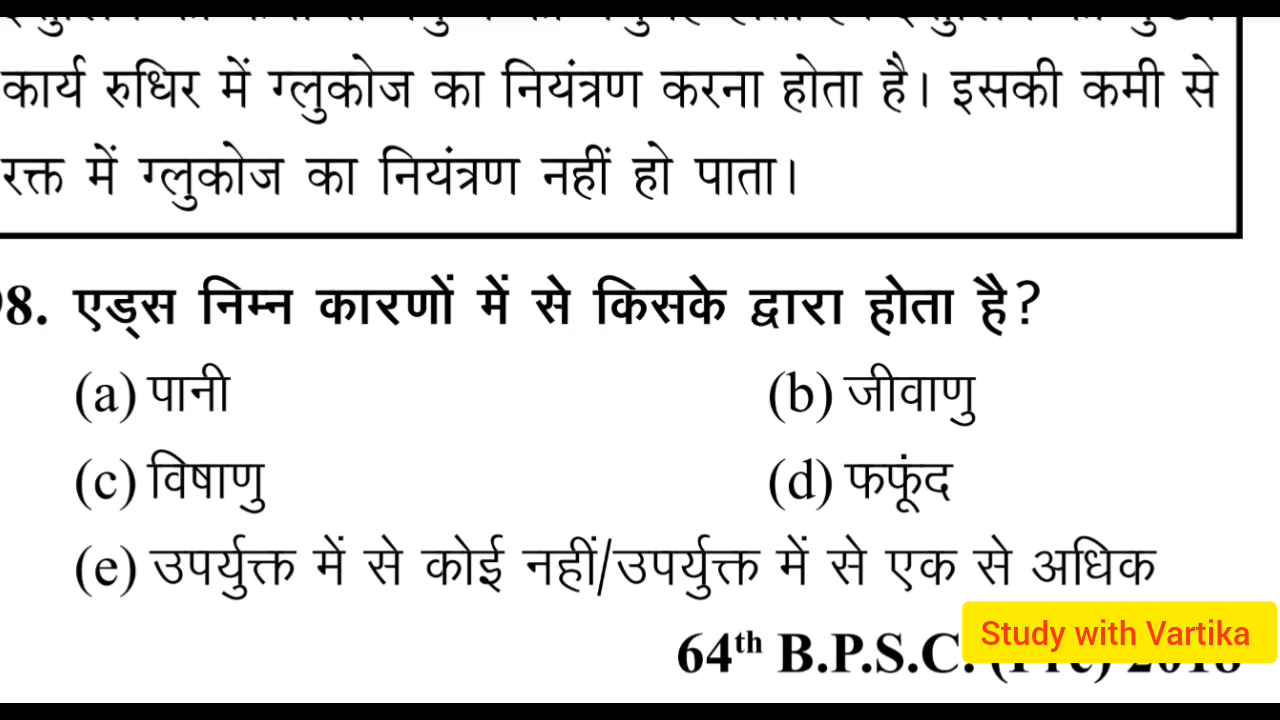 कार्य रुधिर में ग्लुकोज का नियंत्रण करना होता है। इसकी कमी से
रक्त में ग्लुकोज का नियंत्रण नहीं हो पाता।
8. एड्स निम्न कारणों में से किसके द्वारा होता है?
(a) पानी (b) जीवाणु
(c) विषाणु (d) फफूंद
(e) उपर्युक्त में से कोई नहीं/उपर्युक्त में से एक से अधिक
Study with Vartika
64th B.P.S.C.